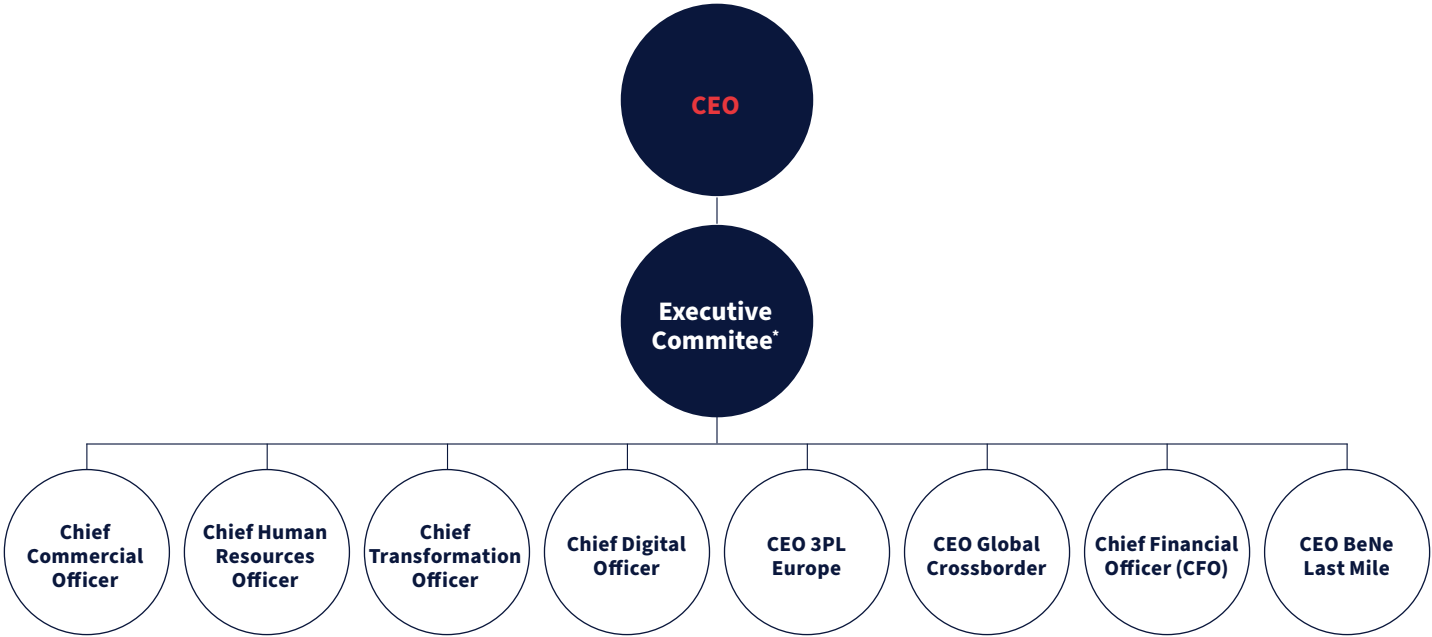 CEO
Executive
Commitee*
Chief
Commercial
Officer
Chief Human
Resources
Officer
Chief
Transformation
Officer
Chief Digital
Officer
CEO 3PL
Europe
CEO Global
Crossborder
Chief Financial
Officer (CFO)
CEO BeNe
Last Mile